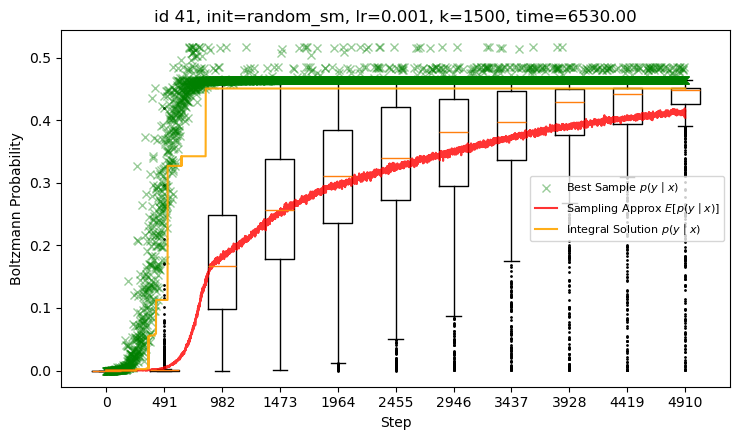 id 41, init=random_sm, lr=0.001, k=1500, time=6530.00
Boltzmann Probability
0.5
0.4
0.3
0.2
0.1
0.0
Best Sample p(y | x)
Sampling Approx E[p(y | x)]
Integral Solution p(y | x)
0 491 982 1473 1964 2455 2946 3437 3928 4419 4910
Step